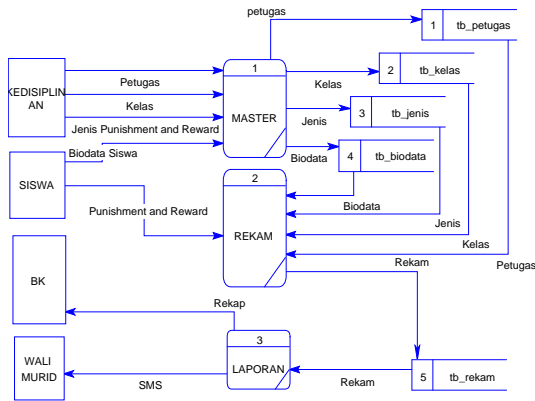 petugas
1 tb_petugas
KEDISIPLIN
AN
Petugas
Kelas
Jenis Punishment and Reward
Biodata Siswa
1
MASTER
Kelas
2 tb_kelas
Jenis
3 tb_jenis
Biodata
4 tb_biodata
SISWA
Punishment and Reward
2
REKAM
Biodata
Jenis
Kelas
Petugas
Rekam
BK
Rekap
3
LAPORAN
WALI
MURID
SMS
Rekam
5 tb_rekam